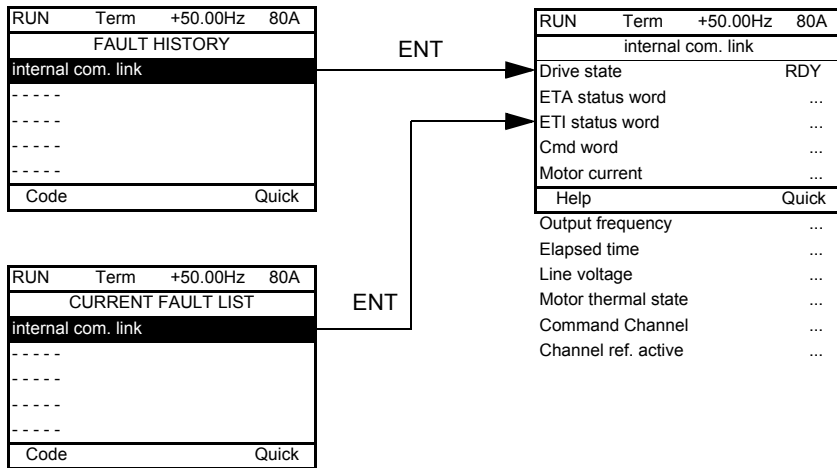 RUN Term +50.00Hz 80A
FAULT HISTORY
internal com. link
- - - - -
- - - - -
- - - - -
- - - - -
Code Quick
ENT
RUN Term +50.00Hz 80A
CURRENT FAULT LIST
internal com. link
- - - - -
- - - - -
- - - - -
- - - - -
Code Quick
ENT
RUN Term +50.00Hz 80A
internal com. link
Drive state RDY
ETA status word ...
ETI status word ...
Cmd word ...
Motor current ...
Help Quick
Output frequency ...
Elapsed time ...
Line voltage ...
Motor thermal state ...
Command Channel ...
Channel ref. active ...